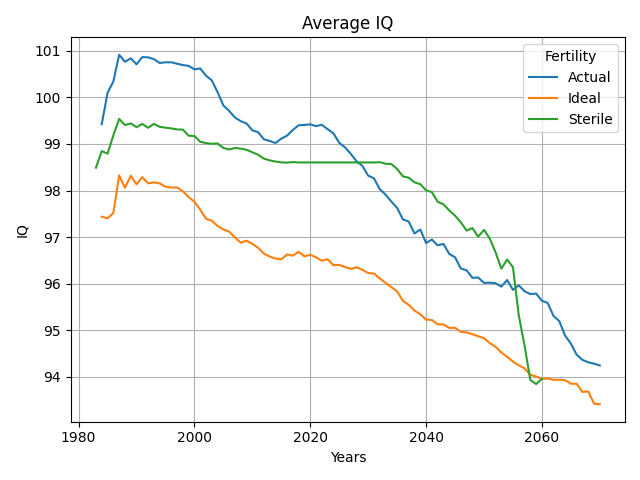 Average IQ
Fertility
Actual
Ideal
Sterile
IQ
101
100
99
98
97
96
95
94
1980
2000
2020
2040
2060
Years